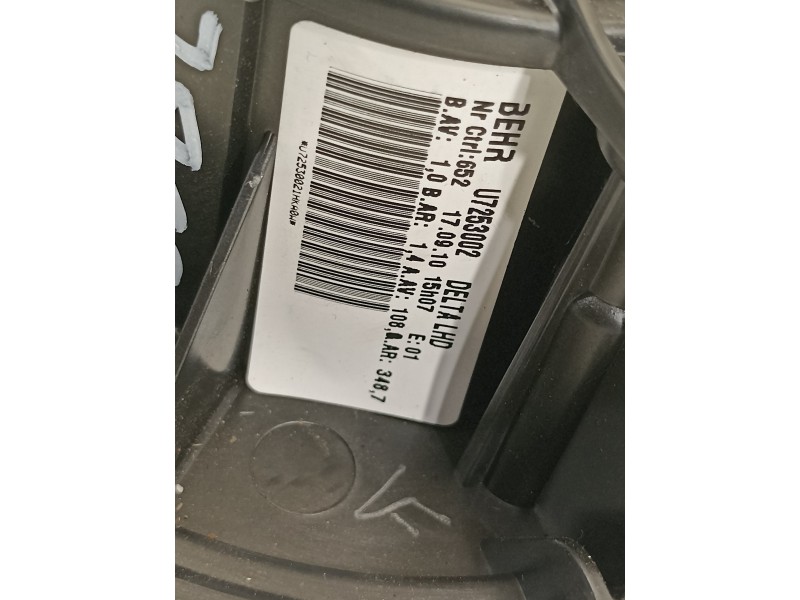 BEHR U7253002 DELTA LHD
Nr Ctrl:652 17.09.10 15h07 E:01
B.AV: 1,0 B.AR: 1,4 A.AV: 108,A.AR: 348,7